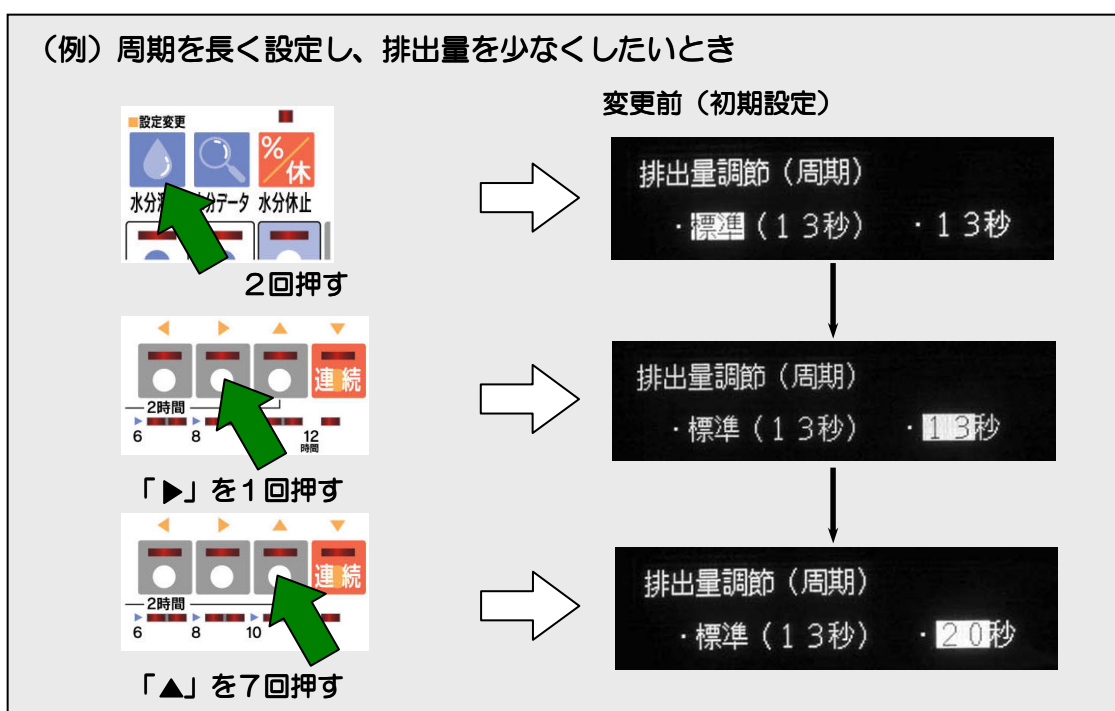 （例）周期を長く設定し、排出量を少なくしたいとき
変更前（初期設定）
■設定変更
%/休
水分データ 水分休止
2回押す
排出量調節（周期）
・標準（１３秒） ・１３秒
◀ ▶ ▲ ▼
連続
2時間
6 8 12
時間
「▶」を１回押す
排出量調節（周期）
・標準（１３秒） ・１３秒
◀ ▶ ▲ ▼
連続
2時間
6 8 10
「▲」を７回押す
排出量調節（周期）
・標準（１３秒） ・２０秒